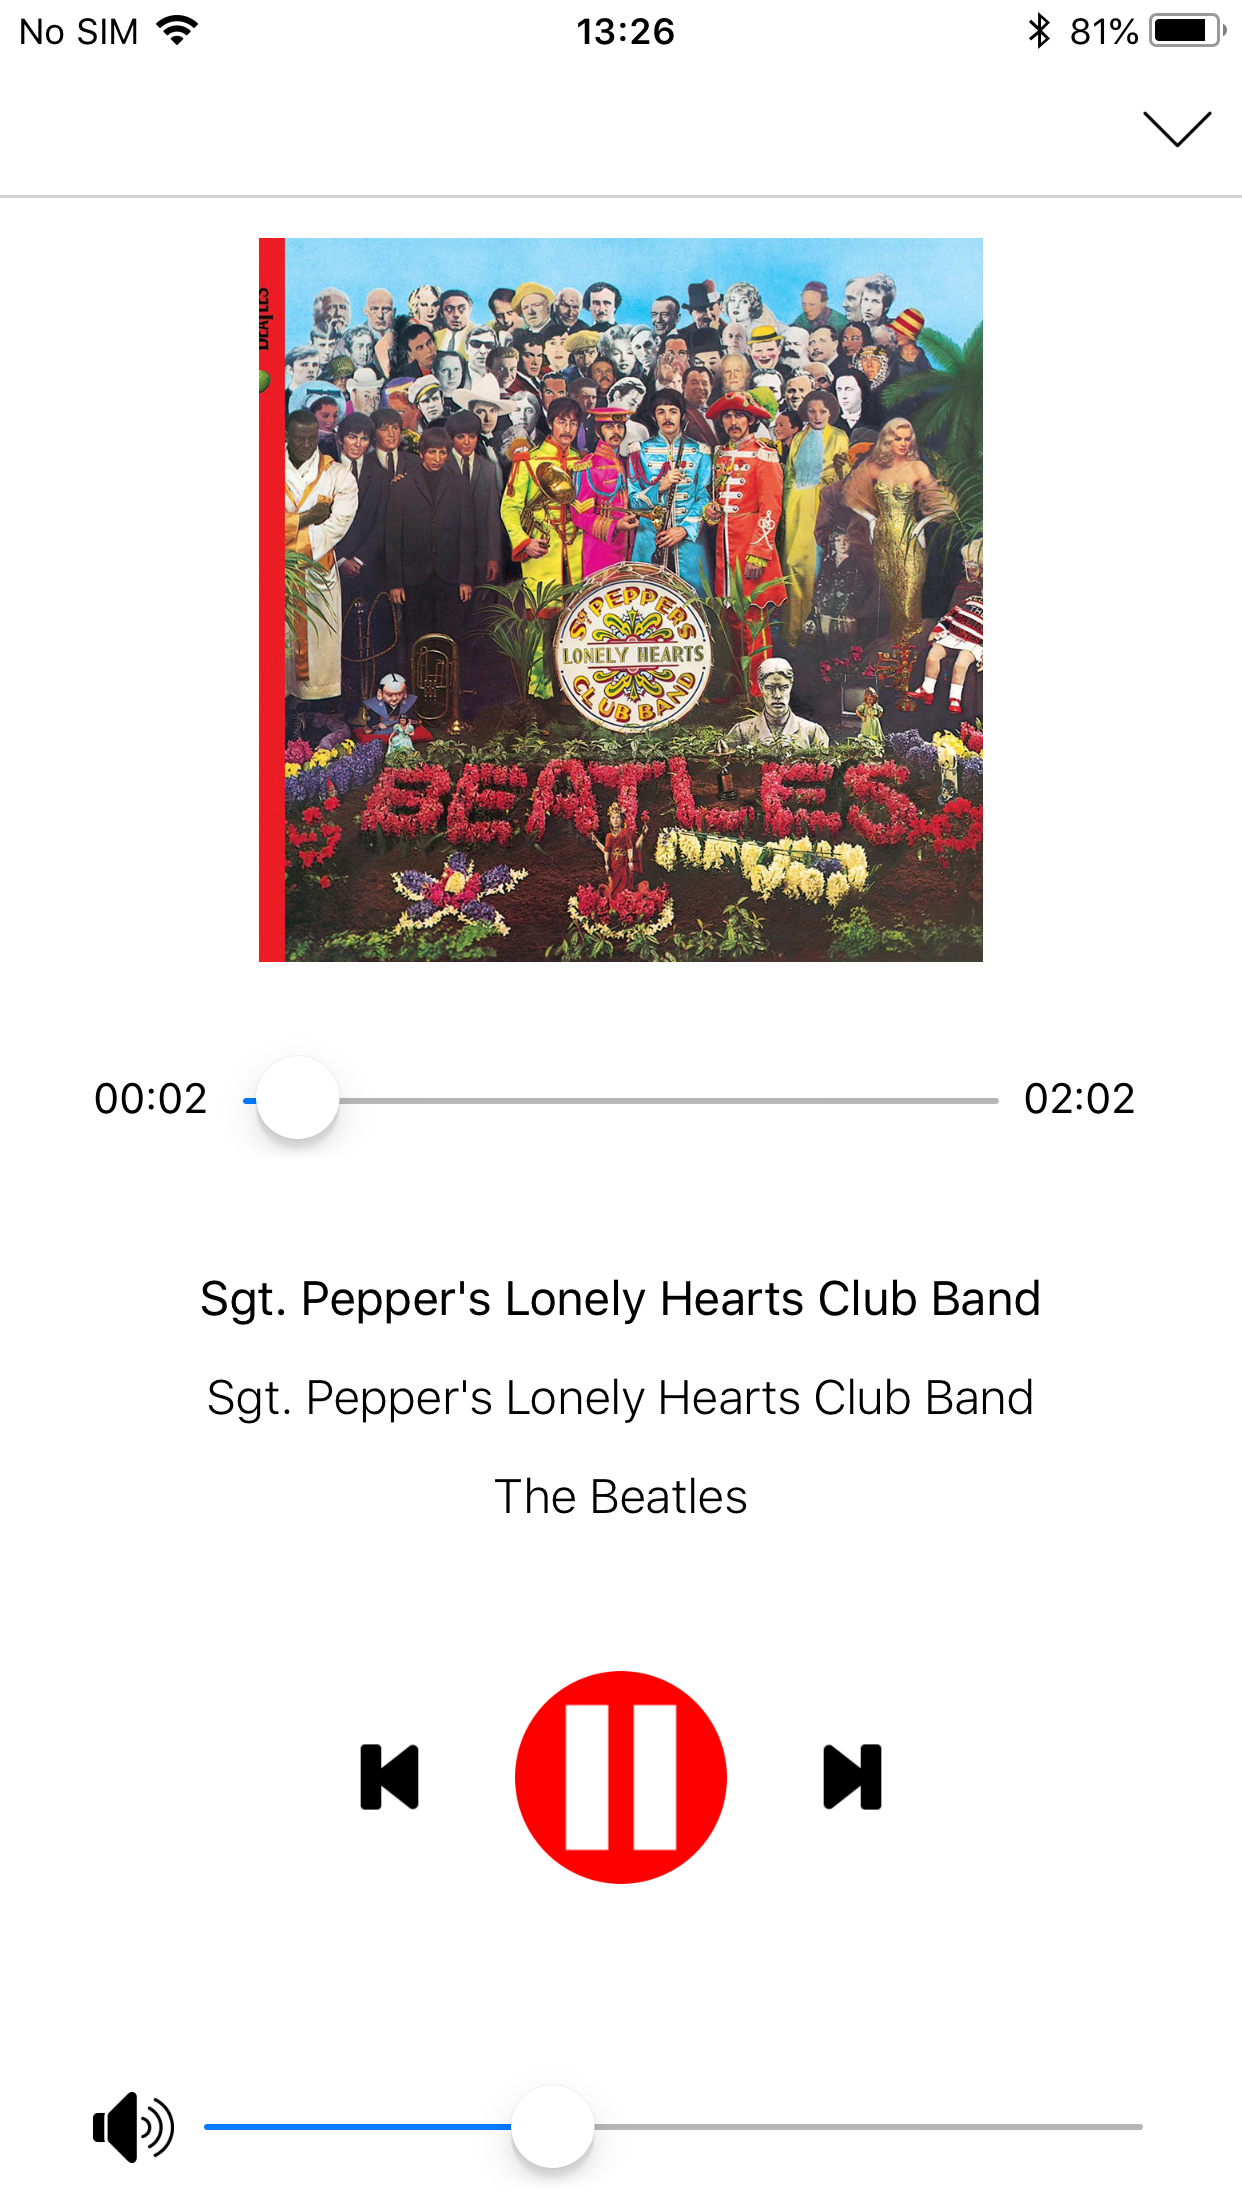 No SIM 13:26 81%
BEATLES
SGT PEPPERS
LONELY HEARTS
CLUB BAND
BEATLES
00:02 02:02
Sgt. Pepper's Lonely Hearts Club Band
Sgt. Pepper's Lonely Hearts Club Band
The Beatles